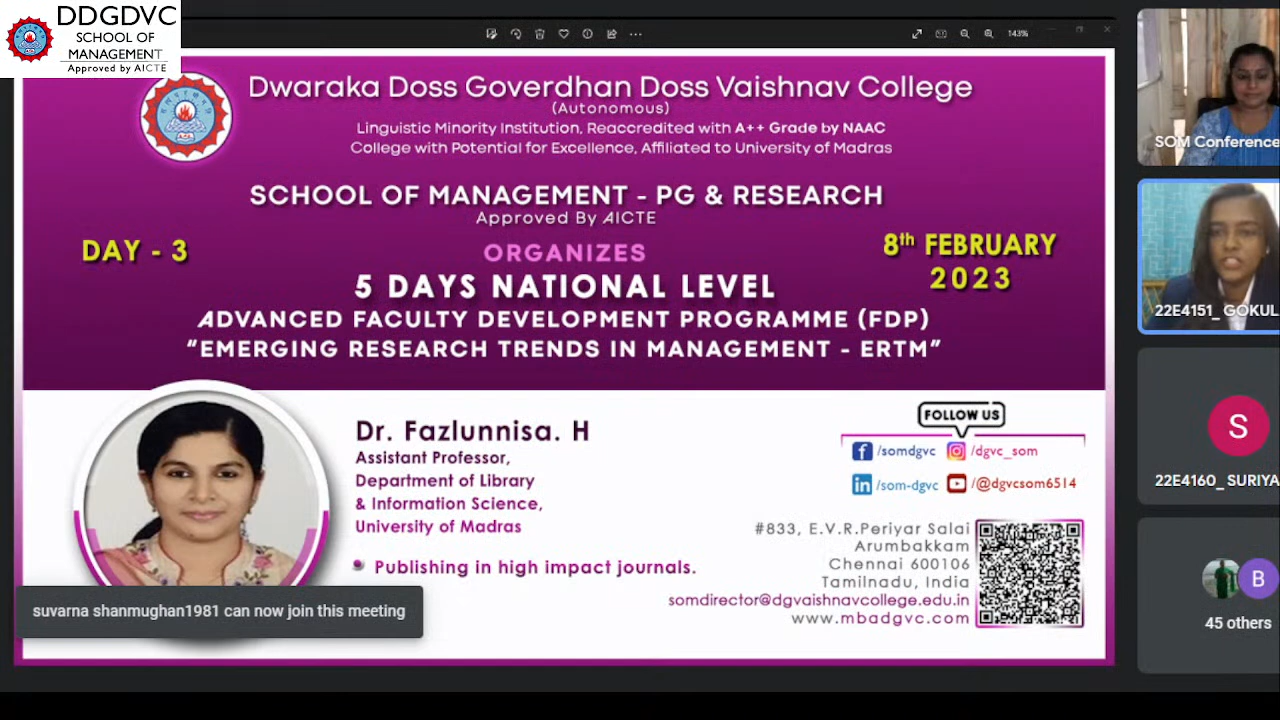 DDGDVC
SCHOOL OF
MANAGEMENT
Approved by AICTE
143%
Dwaraka Doss Goverdhan Doss Vaishnav College
(Autonomous)
Linguistic Minority Institution, Reaccredited with A++ Grade by NAAC
College with Potential for Excellence, Affiliated to University of Madras
SCHOOL OF MANAGEMENT - PG & RESEARCH
Approved By AICTE
DAY - 3
ORGANIZES
8th FEBRUARY
2023
5 DAYS NATIONAL LEVEL
ADVANCED FACULTY DEVELOPMENT PROGRAMME (FDP)
“EMERGING RESEARCH TRENDS IN MANAGEMENT - ERTM”
Dr. Fazlunnisa. H
Assistant Professor,
Department of Library
& Information Science,
University of Madras
Publishing in high impact journals.
FOLLOW US
/somdgvc /dgvc_som
/som-dgvc /@dgvcsom6514
#833, E.V.R.Periyar Salai
Arumbakkam
Chennai 600106
Tamilnadu, India
somdirector@dgvaishnavcollege.edu.in
www.mbadgvc.com
suvarna shanmughan1981 can now join this meeting
SOM Conference
22E4151_ GOKUL
S
22E4160_ SURIYA
B
45 others